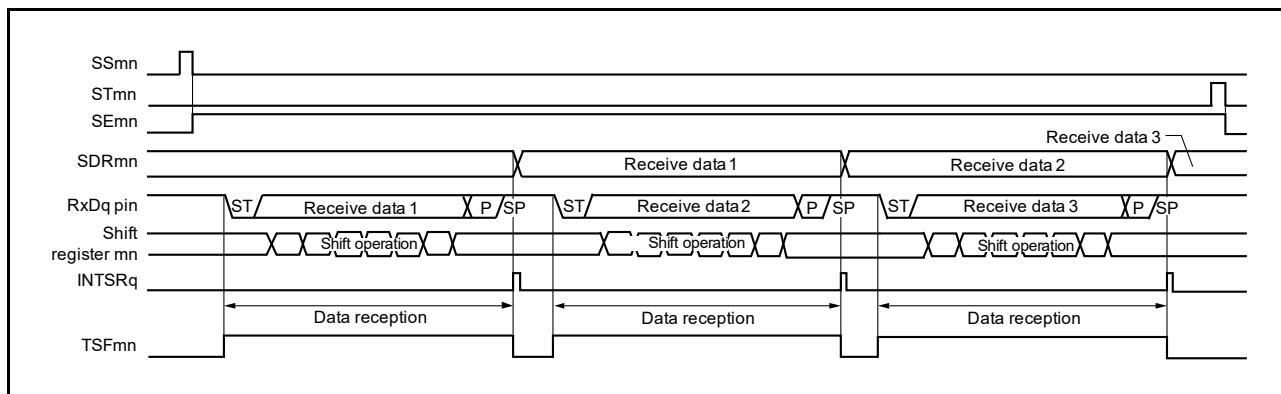 SSmn
STmn
SEmn
Receive data 3
SDRmn Receive data 1 Receive data 2
RxDq pin ST Receive data 1 P SP ST Receive data 2 P SP ST Receive data 3 P SP
Shift
register mn Shift operation Shift operation Shift operation
INTSRq
Data reception Data reception Data reception
TSFmn